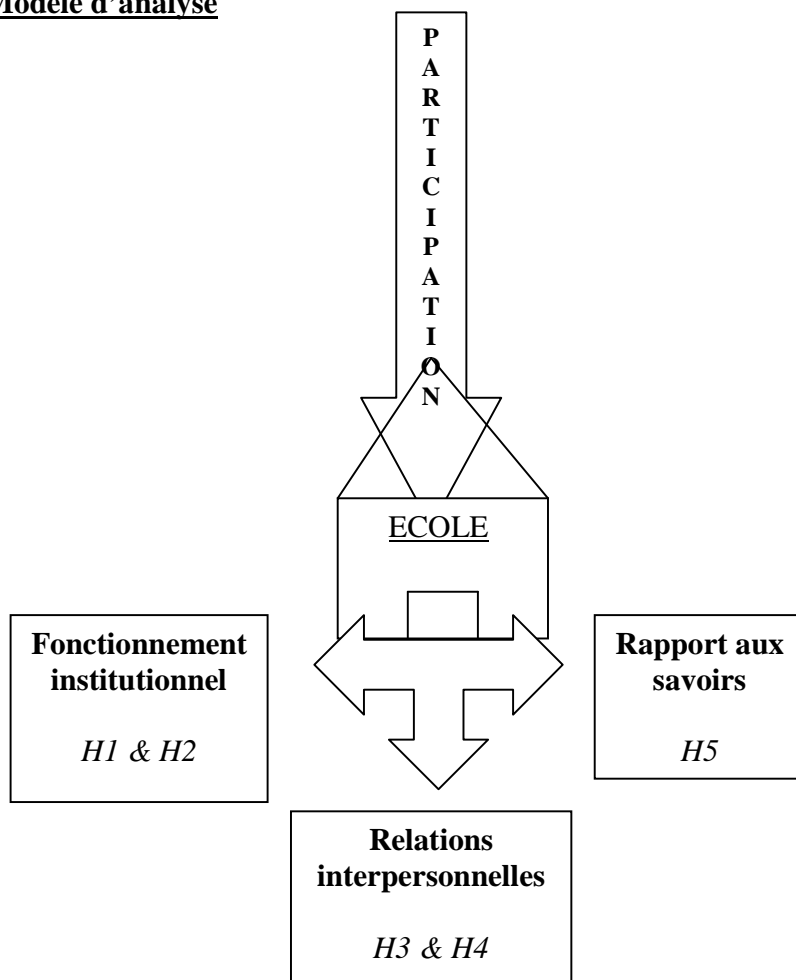 Modèle d'analyse
P
A
R
T
I
C
I
P
A
T
I
O
N
ECOLE
Fonctionnement
institutionnel
H1 & H2
Rapport aux
savoirs
H5
Relations
interpersonnelles
H3 & H4